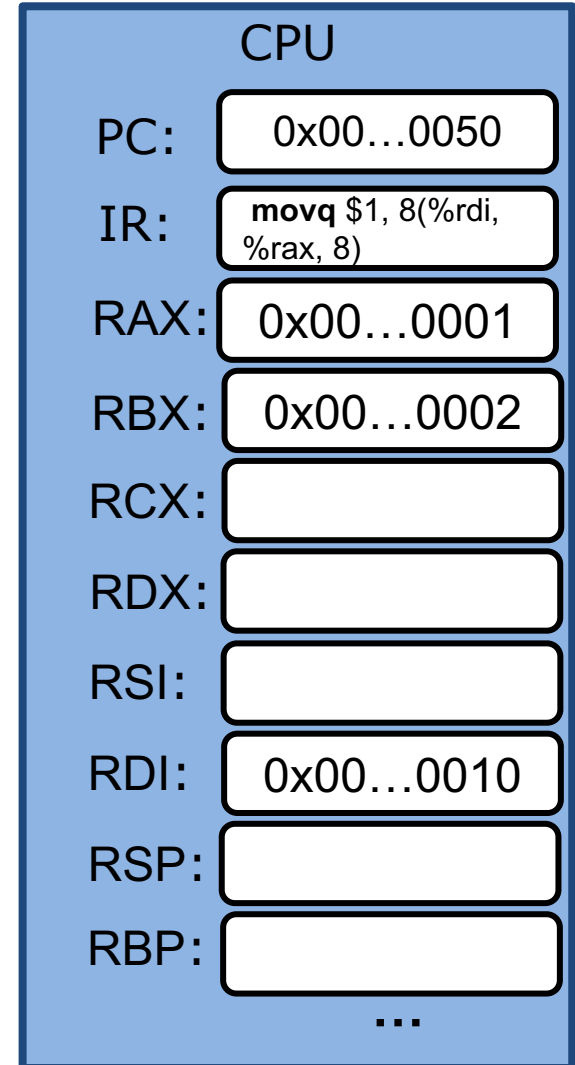 CPU
PC: 0x00…0050
IR: movq $1, 8(%rdi,
%rax, 8)
RAX: 0x00…0001
RBX: 0x00…0002
RCX:
RDX:
RSI:
RDI: 0x00…0010
RSP:
RBP:
…